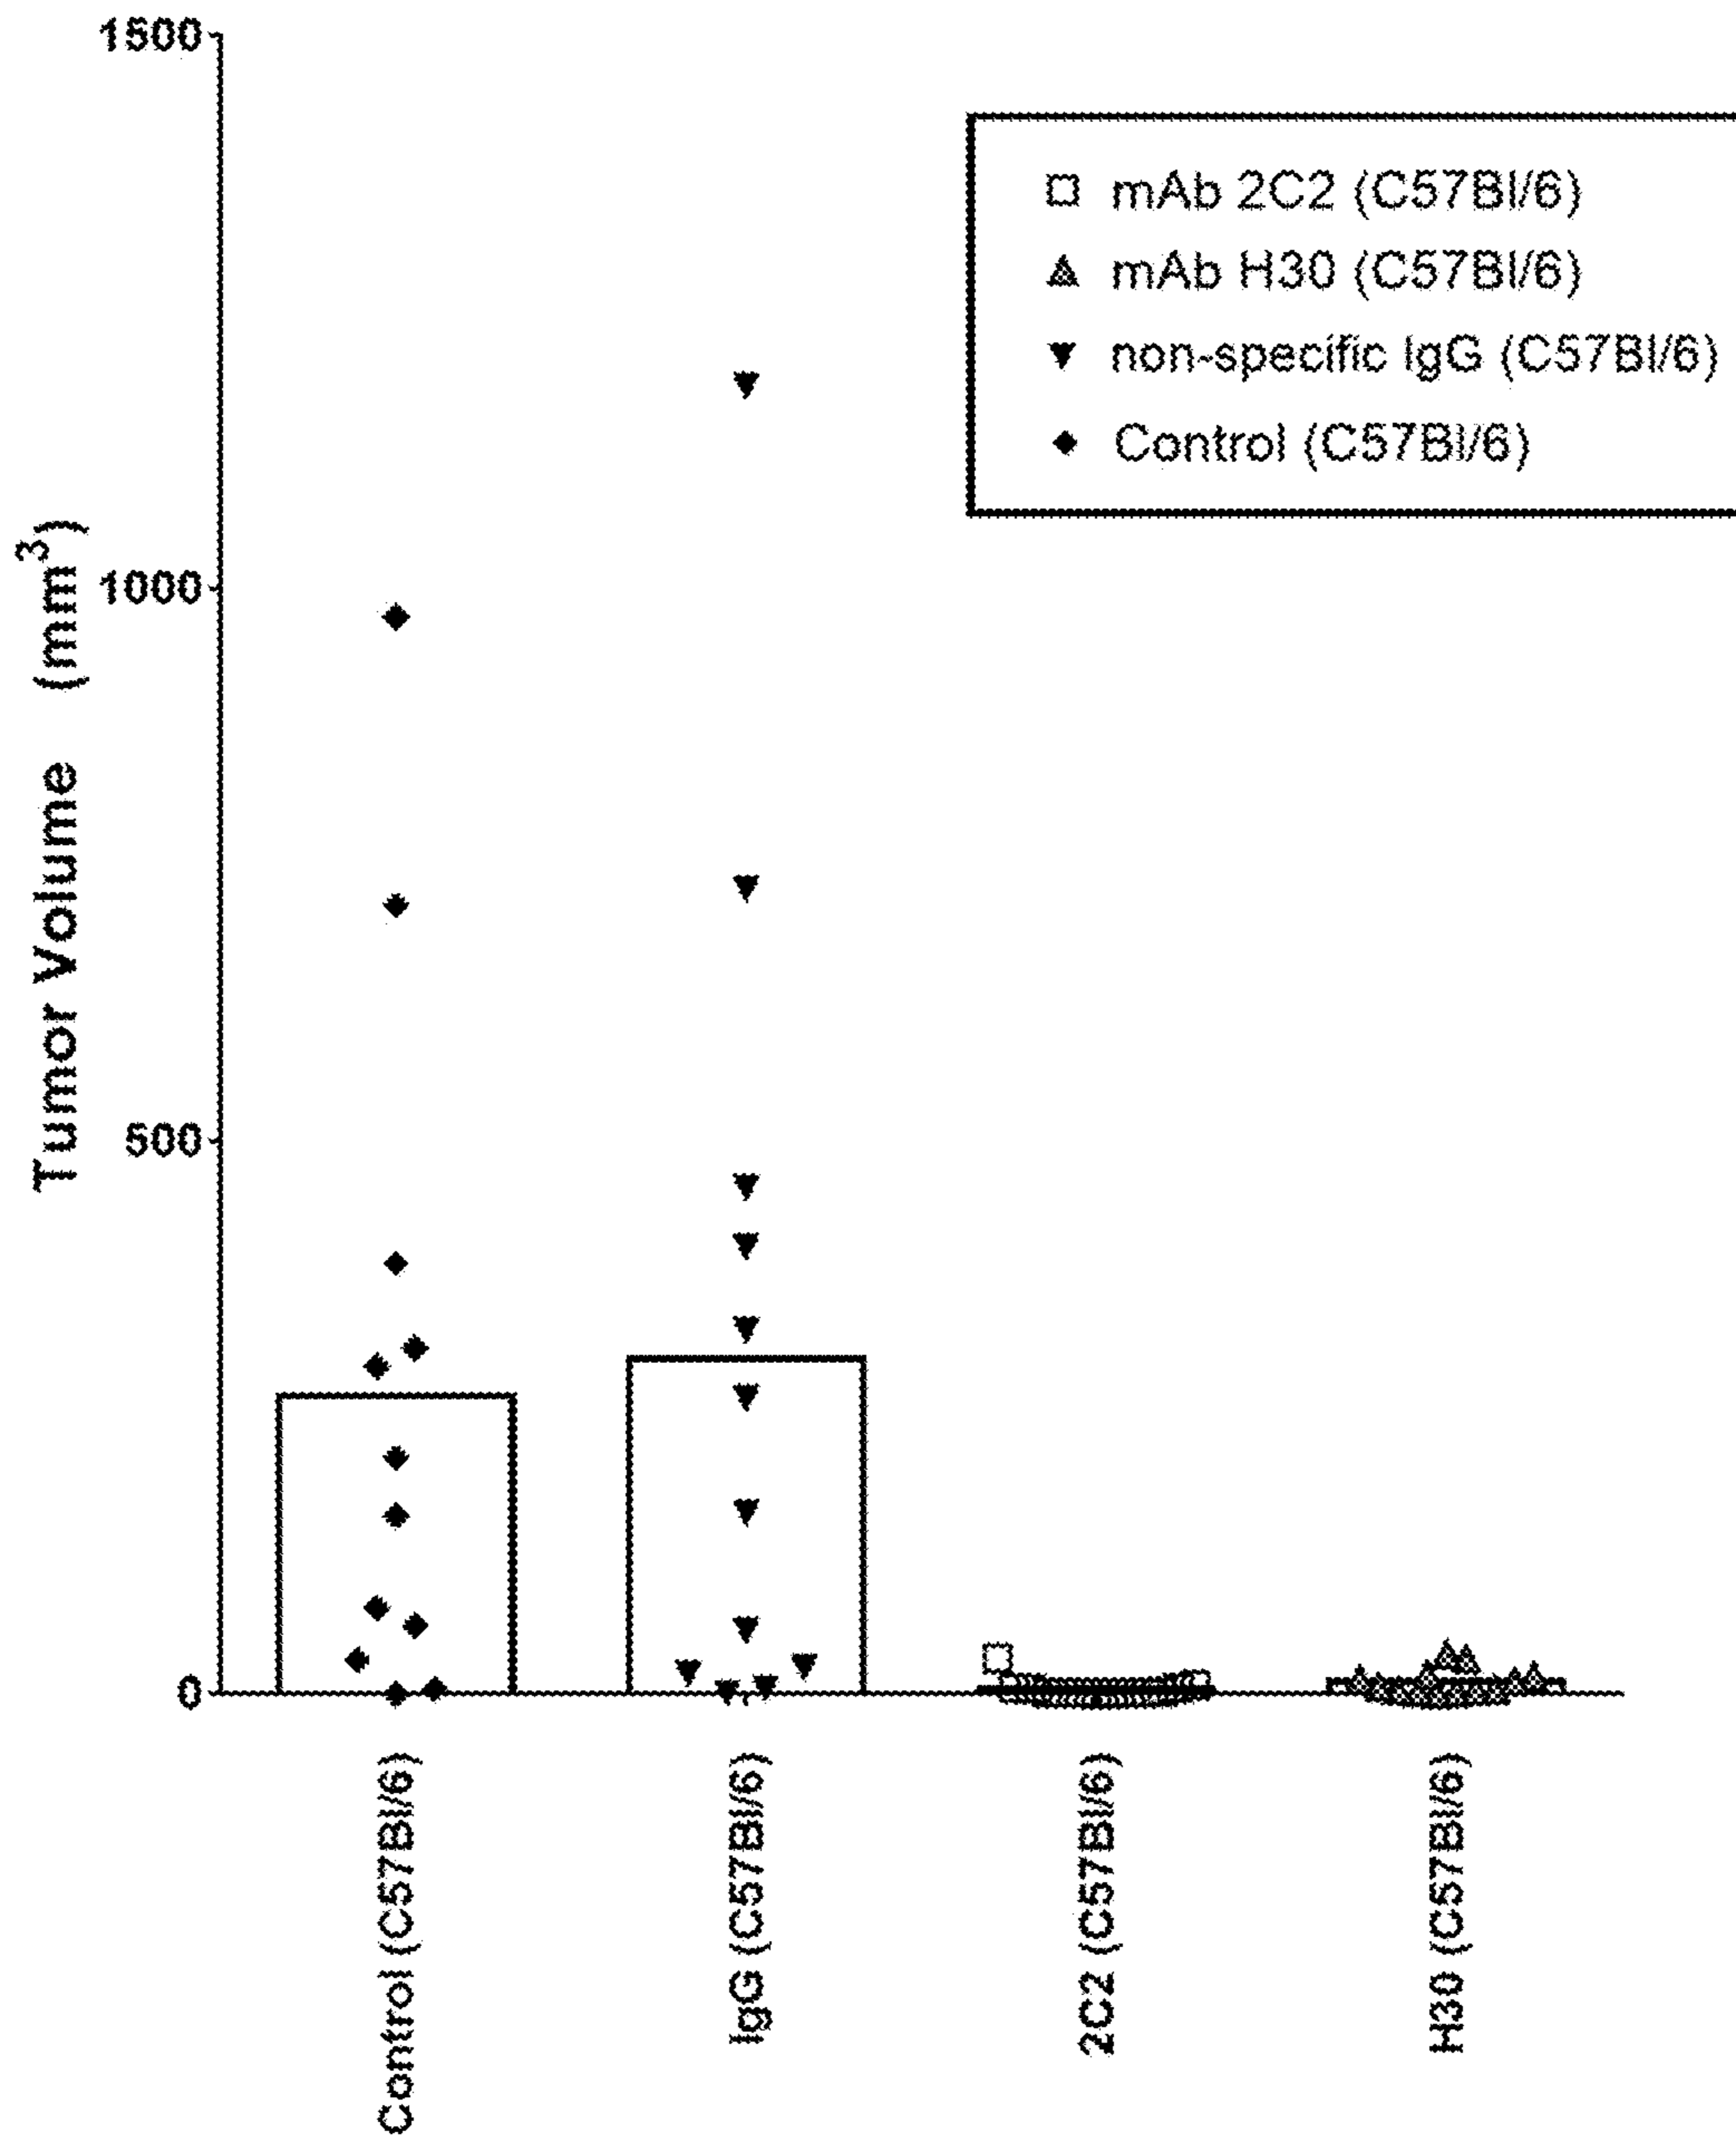 1500
1000
500
0
Tumor Volume (mm³)
mAb 2C2 (C57Bl/6)
mAb H30 (C57Bl/6)
non-specific IgG (C57Bl/6)
Control (C57Bl/6)
Control (C57Bl/6)
IgG (C57Bl/6)
2C2 (C57Bl/6)
H30 (C57Bl/6)